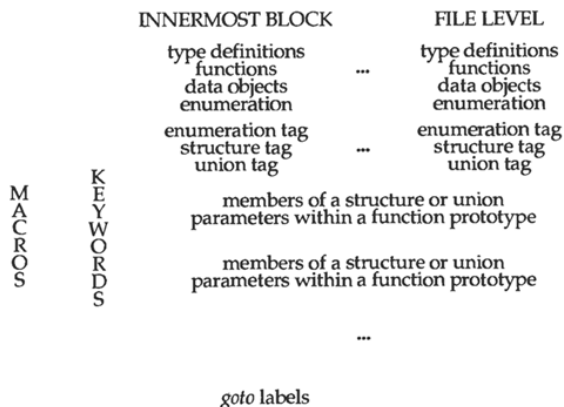 INNERMOST BLOCK FILE LEVEL
type definitions type definitions
functions ... functions
data objects data objects
enumeration enumeration
enumeration tag enumeration tag
structure tag ... structure tag
union tag union tag
MACROS
KEYWORDS
members of a structure or union
parameters within a function prototype
members of a structure or union
parameters within a function prototype
...
goto labels